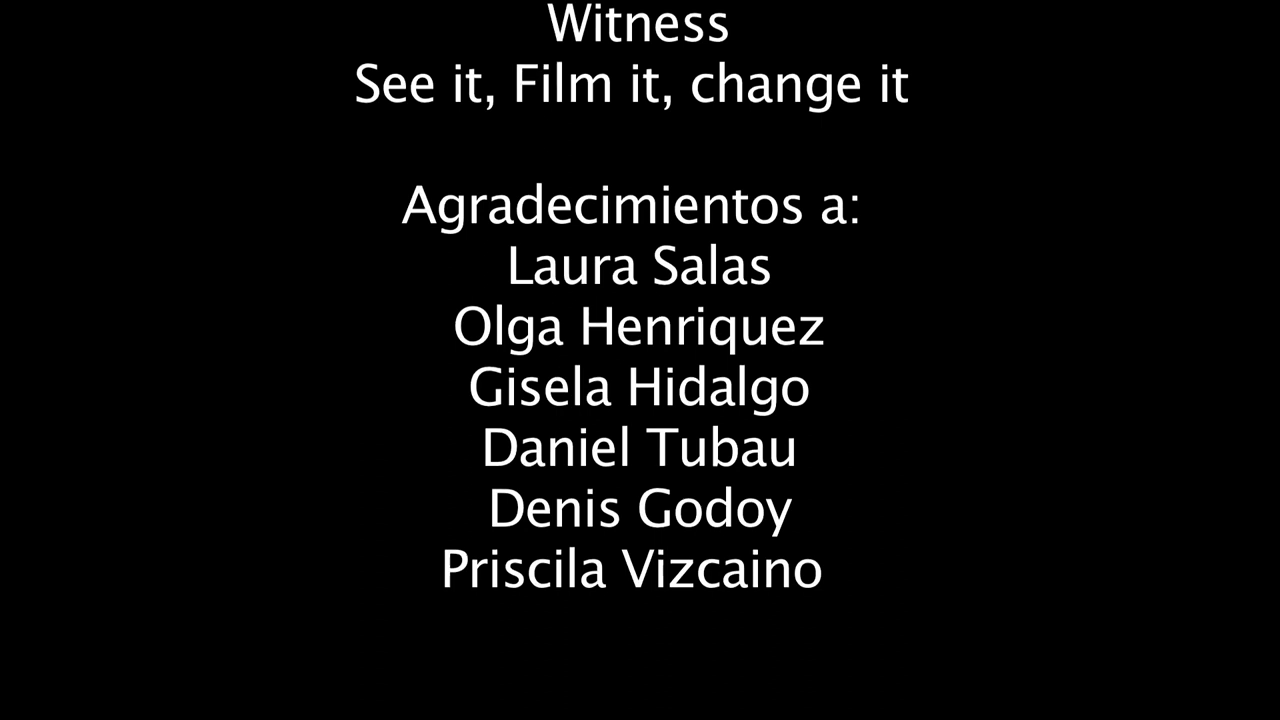 Witness
See it, Film it, change it
Agradecimientos a:
Laura Salas
Olga Henriquez
Gisela Hidalgo
Daniel Tubau
Denis Godoy
Priscila Vizcaino